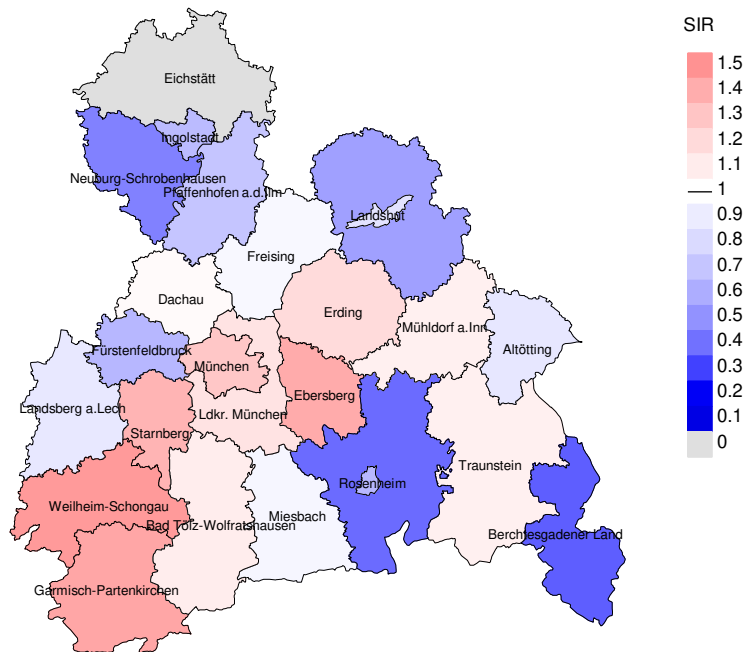 SIR
1.5
1.4
1.3
1.2
1.1
1
0.9
0.8
0.7
0.6
0.5
0.4
0.3
0.2
0.1
0
Eichstätt
Ingolstadt
Neuburg-Schrobenhausen
Pfaffenhofen a.d.Ilm
Landshut
Freising
Dachau
Erding
Mühldorf a.Inn
Altötting
Fürstenfeldbruck
München
Ebersberg
Landsberg a.Lech
Ldkr. München
Starnberg
Traunstein
Rosenheim
Weilheim-Schongau
Miesbach
Bad Tölz-Wolfratshausen
Berchtesgadener Land
Garmisch-Partenkirchen